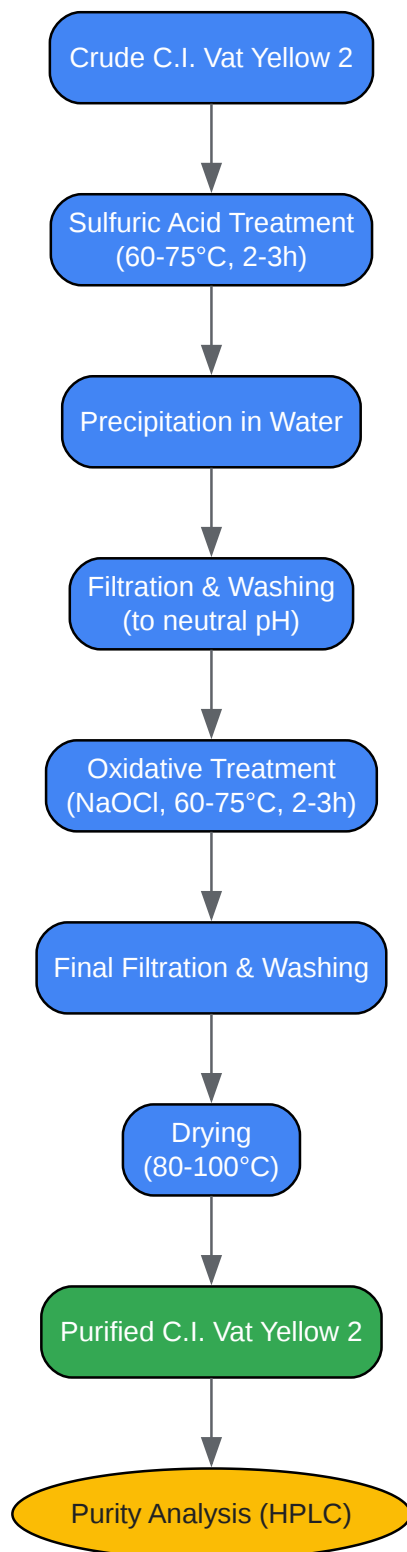 Crude C.I. Vat Yellow 2
Sulfuric Acid Treatment
(60-75°C, 2-3h)
Precipitation in Water
Filtration & Washing
(to neutral pH)
Oxidative Treatment
(NaOCl, 60-75°C, 2-3h)
Final Filtration & Washing
Drying
(80-100°C)
Purified C.I. Vat Yellow 2
Purity Analysis (HPLC)